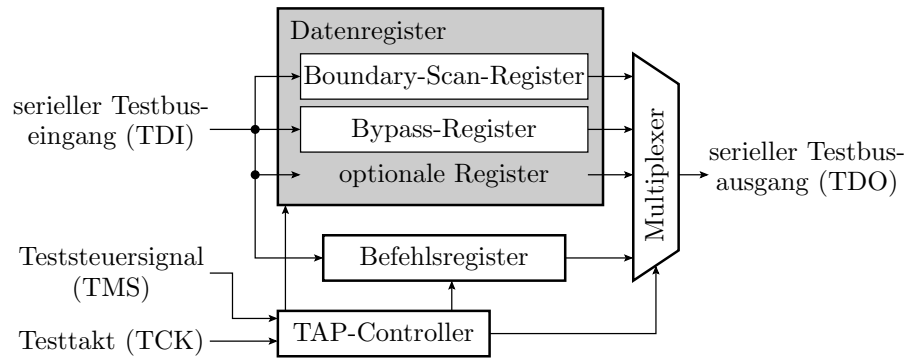 Datenregister
Boundary-Scan-Register
serieller Testbus-
eingang (TDI)
Bypass-Register
optionale Register
Multiplexer
serieller Testbus-
ausgang (TDO)
Befehlsregister
Teststeuersignal
(TMS)
Testtakt (TCK)
TAP-Controller